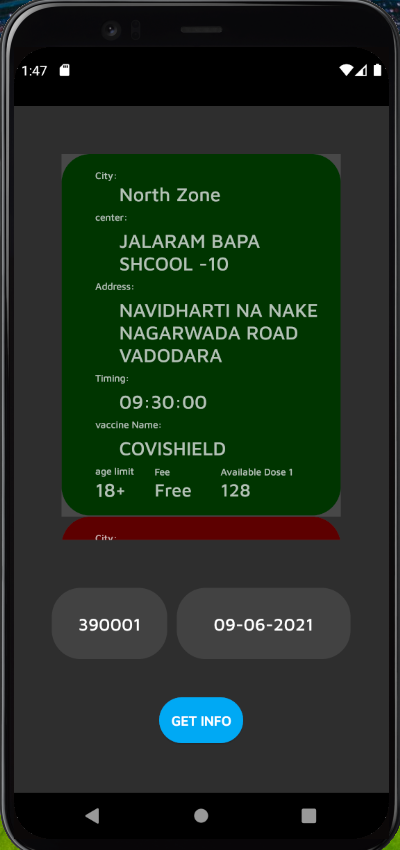 1:47
City:
North Zone
center:
JALARAM BAPA
SHCOOL -10
Address:
NAVIDHARTI NA NAKE
NAGARWADA ROAD
VADODARA
Timing:
09:30:00
vaccine Name:
COVISHIELD
age limit Fee Available Dose 1
18+ Free 128
City:
390001 09-06-2021
GET INFO